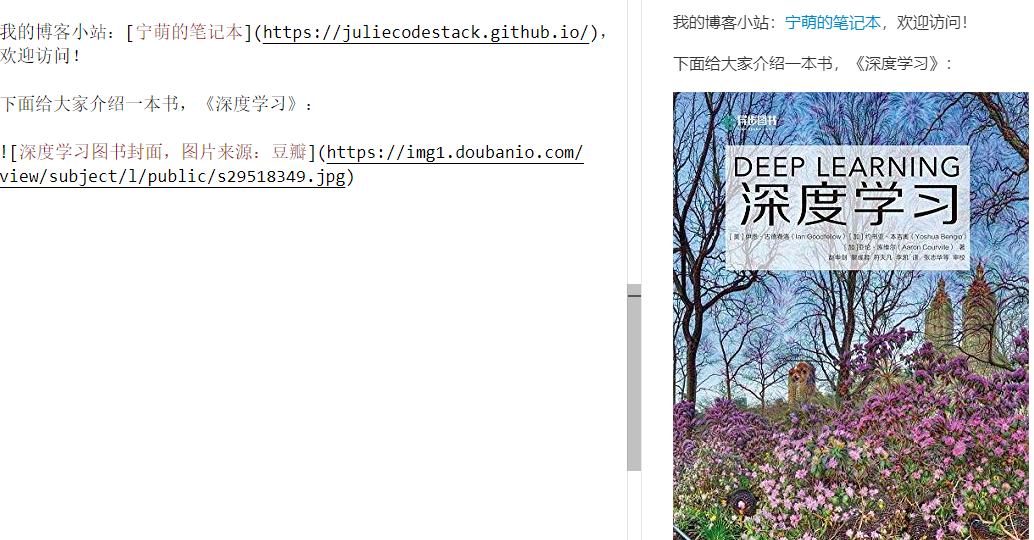 我的博客小站：[宁萌的笔记本](https://juliecodestack.github.io/)，
欢迎访问！
下面给大家介绍一本书，《深度学习》：
![深度学习图书封面，图片来源：豆瓣](https://img1.doubanio.com/
view/subject/l/public/s29518349.jpg)
我的博客小站：宁萌的笔记本，欢迎访问！
下面给大家介绍一本书，《深度学习》：
异步图书
DEEP LEARNING
深度学习
[美] 伊恩·古德费洛（Ian Goodfellow） [加] 约书亚·本吉奥（Yoshua Bengio）
[加] 亚伦·库维尔（Aaron Courville） 著
赵申剑 黎彧君 符天凡 李凯 译 张志华等 审校